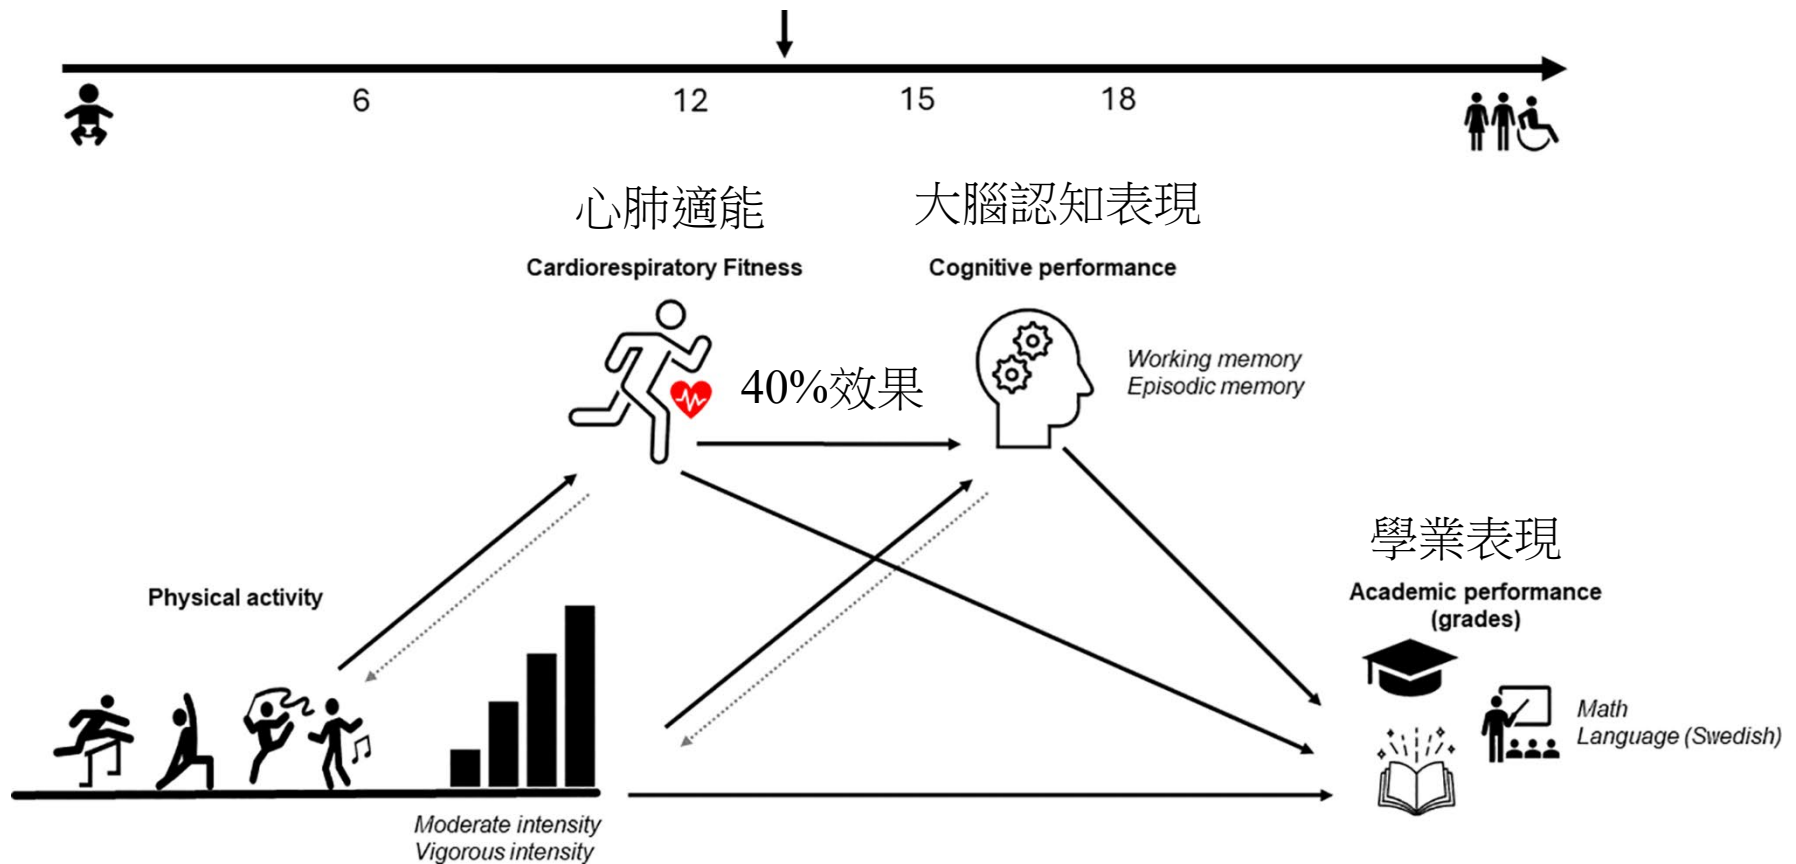 6
12
15
18
心肺適能
大腦認知表現
Cardiorespiratory Fitness
Cognitive performance
Working memory
Episodic memory
40%效果
學業表現
Academic performance
(grades)
Physical activity
Math
Language (Swedish)
Moderate intensity
Vigorous intensity